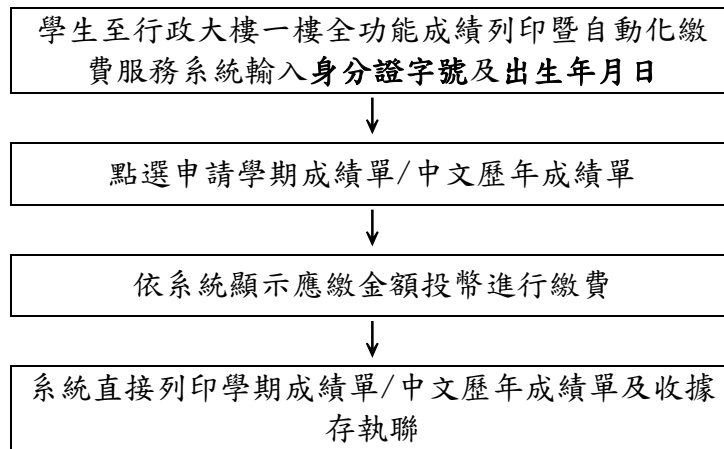 學生至行政大樓一樓全功能成績列印暨自動化繳
費服務系統輸入身分證字號及出生年月日
點選申請學期成績單/中文歷年成績單
依系統顯示應繳金額投幣進行繳費
系統直接列印學期成績單/中文歷年成績單及收據
存執聯